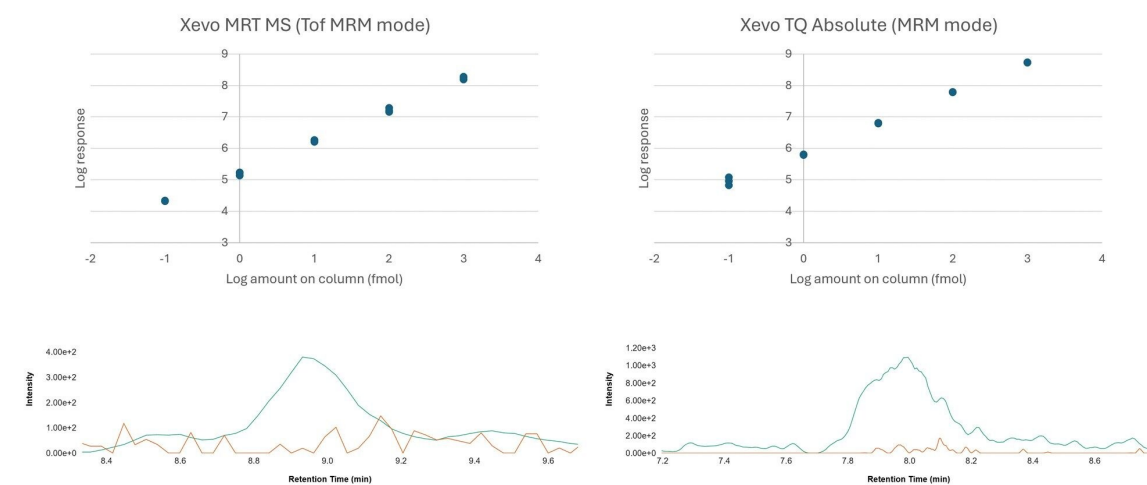 Xevo MRT MS (Tof MRM mode)
9
8
7
6
5
4
3
-2 -1 0 1 2 3 4
Log response
Log amount on column (fmol)
Xevo TQ Absolute (MRM mode)
9
8
7
6
5
4
3
-2 -1 0 1 2 3 4
Log response
Log amount on column (fmol)
4.00e+2
3.00e+2
2.00e+2
1.00e+2
0.00e+0
Intensity
8.4 8.6 8.8 9.0 9.2 9.4 9.6
Retention Time (min)
1.20e+3
1.00e+3
8.00e+2
6.00e+2
4.00e+2
2.00e+2
0.00e+0
Intensity
7.2 7.4 7.6 7.8 8.0 8.2 8.4 8.6
Retention Time (min)